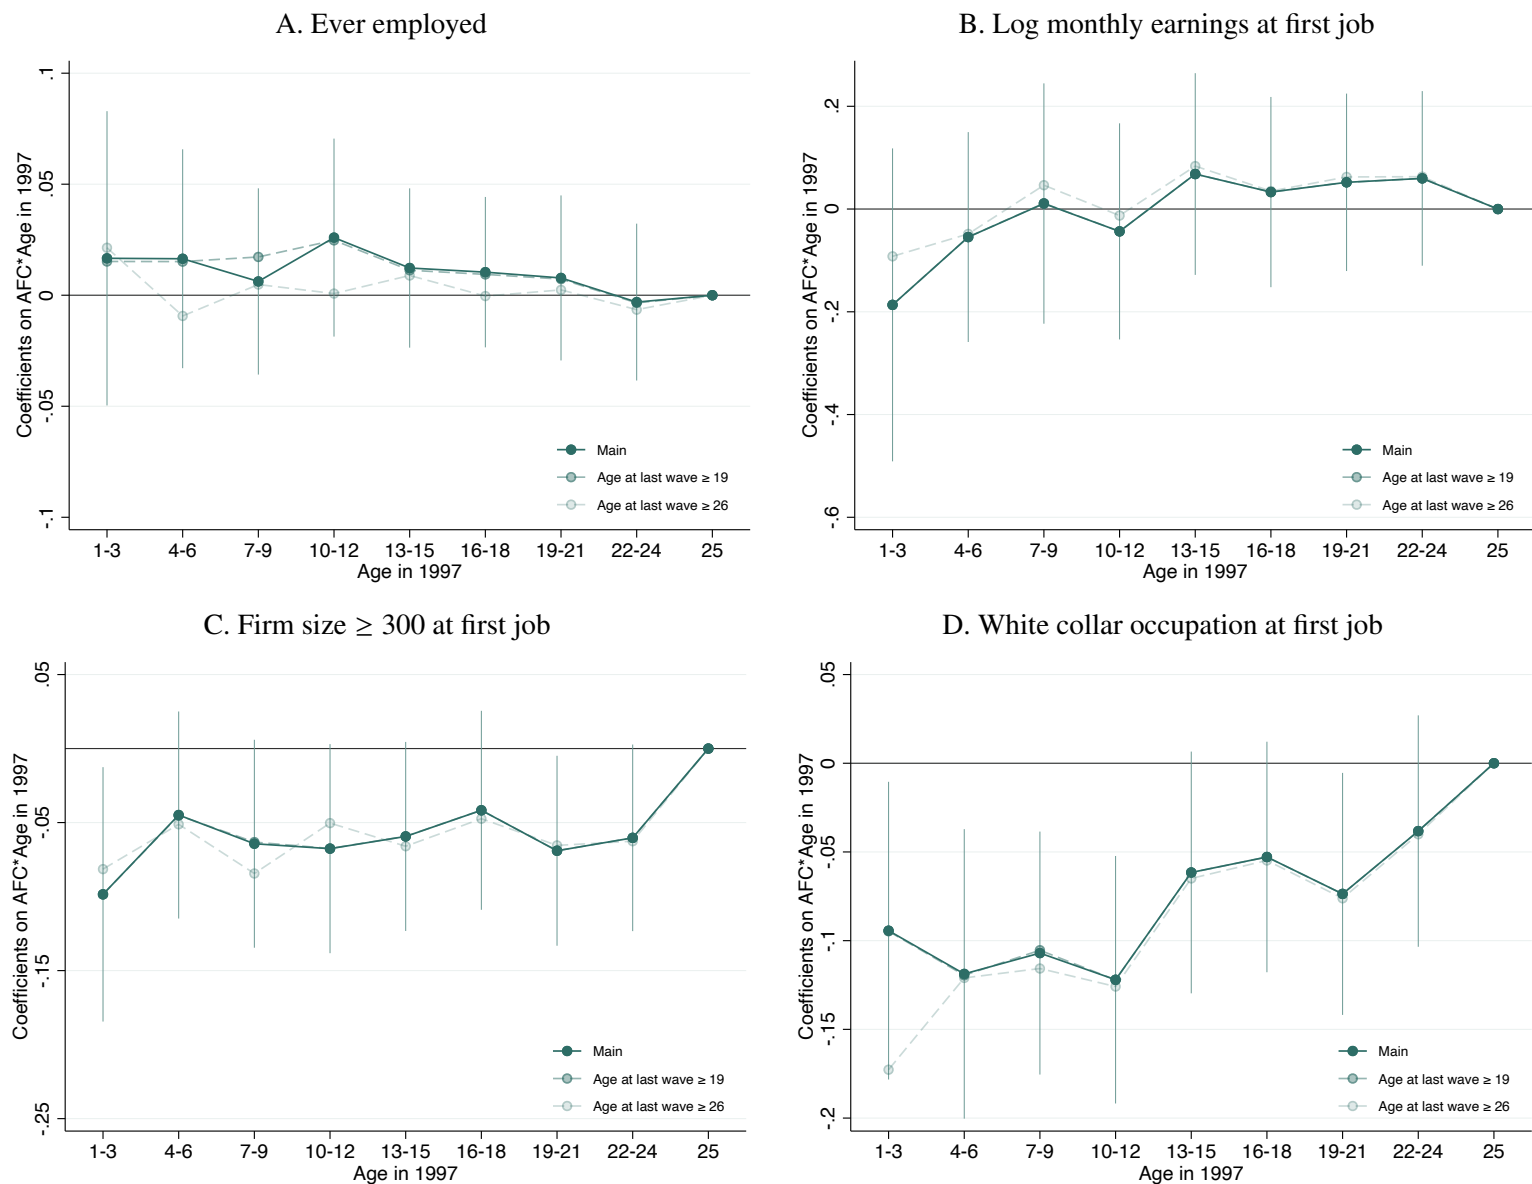 A. Ever employed
Coefficients on AFC*Age in 1997
.1
.05
0
-.05
-.1
Main
Age at last wave ≥ 19
Age at last wave ≥ 26
1-3 4-6 7-9 10-12 13-15 16-18 19-21 22-24 25
Age in 1997
B. Log monthly earnings at first job
Coefficients on AFC*Age in 1997
.2
0
-.2
-.4
-.6
Main
Age at last wave ≥ 19
Age at last wave ≥ 26
1-3 4-6 7-9 10-12 13-15 16-18 19-21 22-24 25
Age in 1997
C. Firm size ≥ 300 at first job
Coefficients on AFC*Age in 1997
.05
-.05
-.15
-.25
Main
Age at last wave ≥ 19
Age at last wave ≥ 26
1-3 4-6 7-9 10-12 13-15 16-18 19-21 22-24 25
Age in 1997
D. White collar occupation at first job
Coefficients on AFC*Age in 1997
.05
0
-.05
-.1
-.15
-.2
Main
Age at last wave ≥ 19
Age at last wave ≥ 26
1-3 4-6 7-9 10-12 13-15 16-18 19-21 22-24 25
Age in 1997